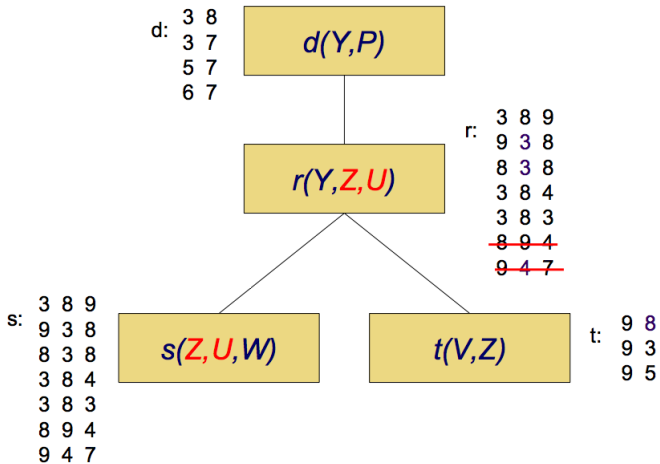 d:
3 8
3 7
5 7
6 7
d(Y,P)
r:
3 8 9
9 3 8
8 3 8
3 8 4
3 8 3
8 9 4
9 4 7
r(Y,Z,U)
s:
3 8 9
9 3 8
8 3 8
3 8 4
3 8 3
8 9 4
9 4 7
s(Z,U,W)
t(V,Z)
t:
9 8
9 3
9 5